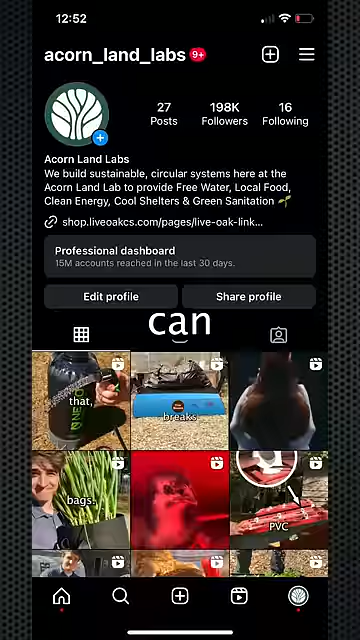 12:52
acorn_land_labs 9+
27 198K 16
Posts Followers Following
Acorn Land Labs
We build sustainable, circular systems here at the
Acorn Land Lab to provide Free Water, Local Food,
Clean Energy, Cool Shelters & Green Sanitation
shop.liveoakcs.com/pages/live-oak-link...
Professional dashboard
15M accounts reached in the last 30 days.
Edit profile Share profile
can
that,
breaks
bags.
PVC